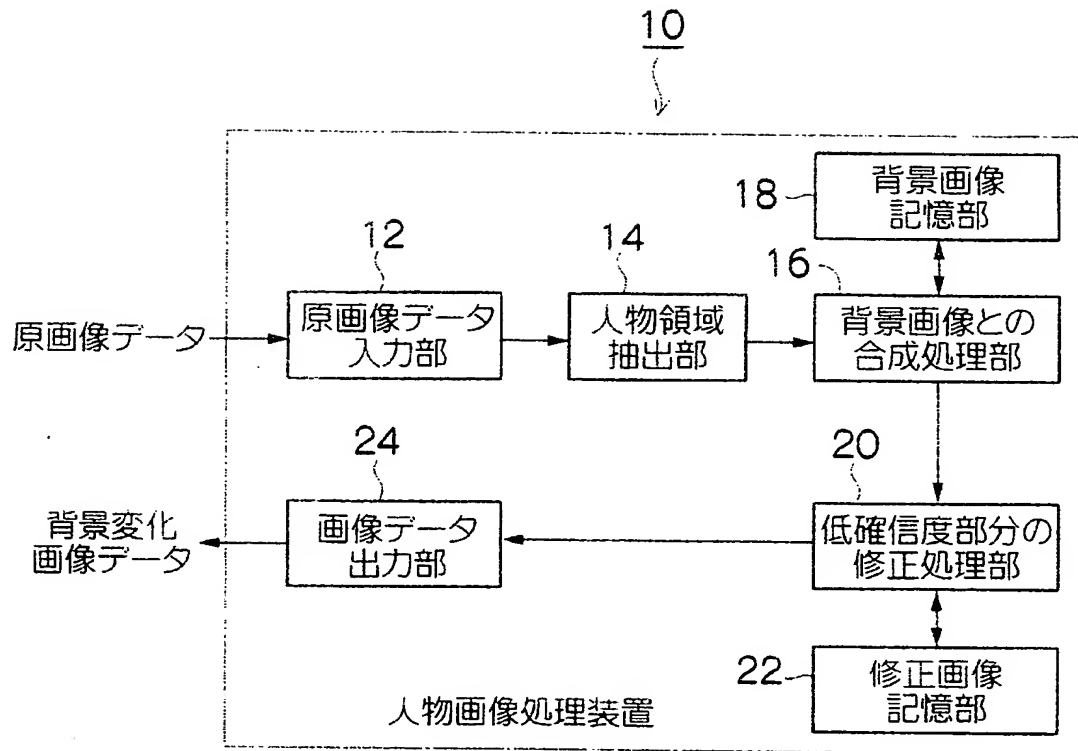 10
18
背景画像
記憶部
12
14
16
原画像データ
原画像データ
入力部
人物領域
抽出部
背景画像との
合成処理部
24
20
背景変化
画像データ
画像データ
出力部
低確信度部分の
修正処理部
22
修正画像
記憶部
人物画像処理装置